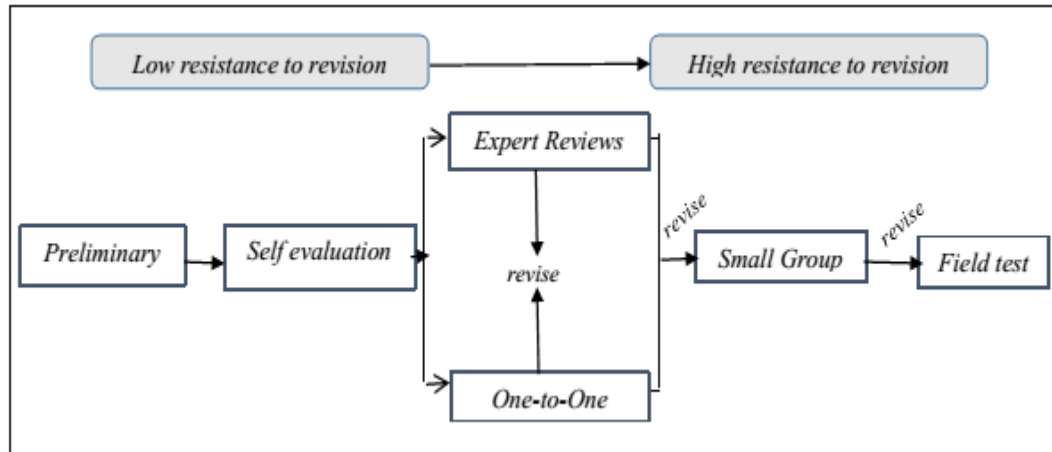 Low resistance to revision
High resistance to revision
Expert Reviews
Preliminary
Self evaluation
revise
revise
Small Group
revise
Field test
One-to-One